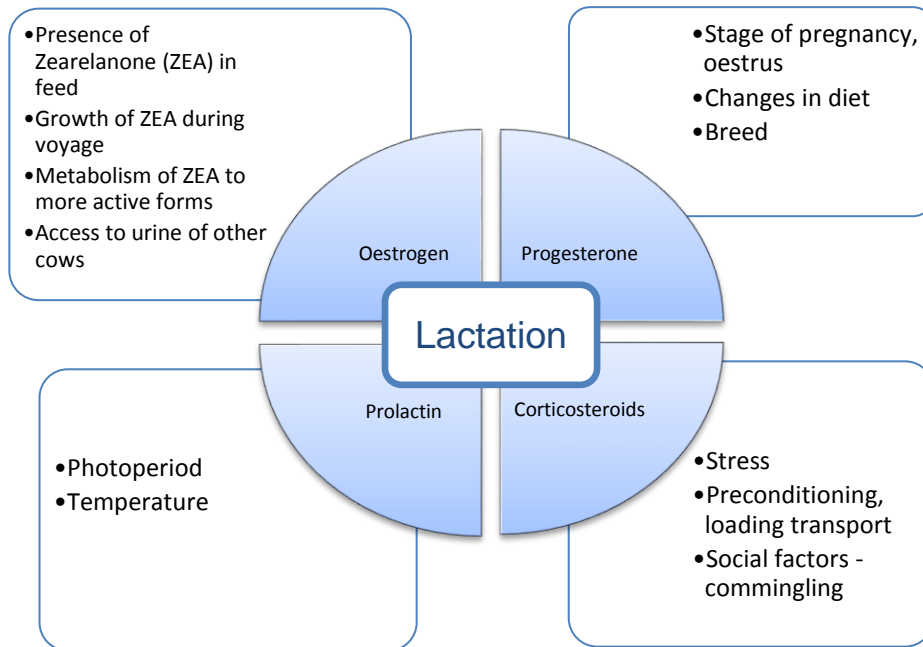 •Presence of
Zearelanone (ZEA) in
feed
•Growth of ZEA during
voyage
•Metabolism of ZEA to
more active forms
•Access to urine of other
cows
•Stage of pregnancy,
oestrus
•Changes in diet
•Breed
Oestrogen
Progesterone
Lactation
Prolactin
Corticosteroids
•Photoperiod
•Temperature
•Stress
•Preconditioning,
loading transport
•Social factors -
commingling